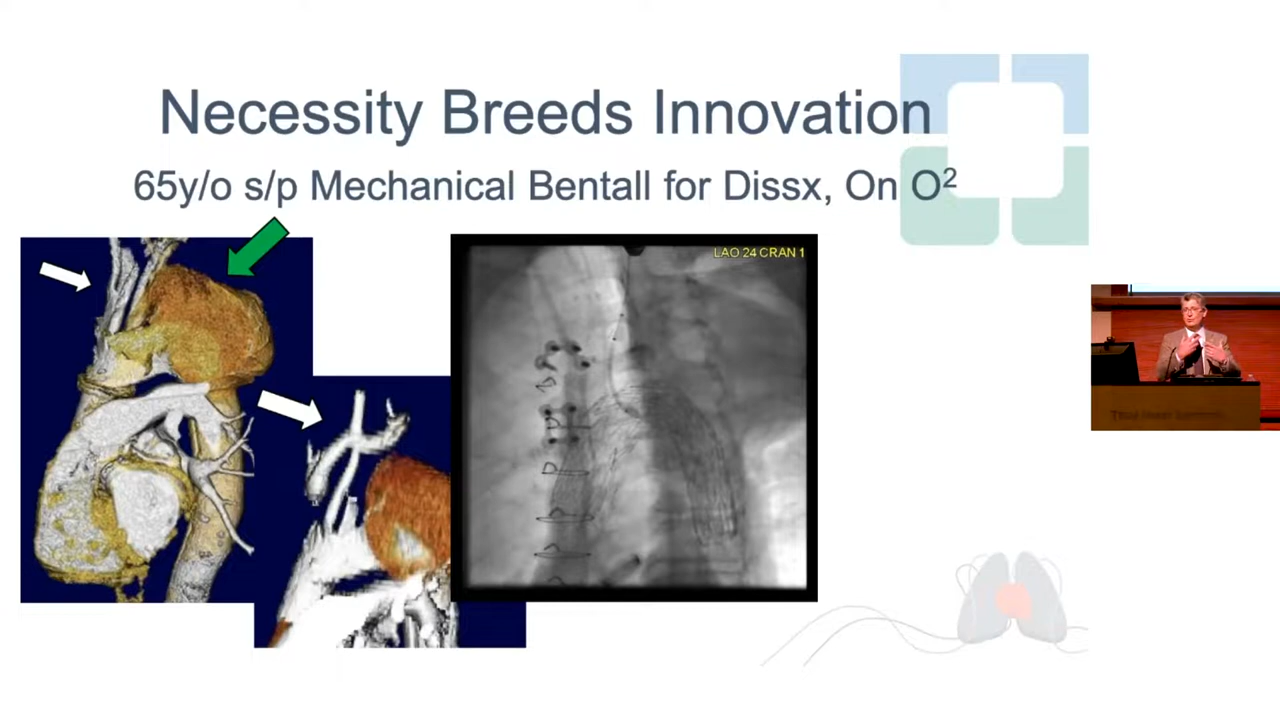 Necessity Breeds Innovation
65y/o s/p Mechanical Bentall for Dissx, On O²
LAO 24 CRAN 1